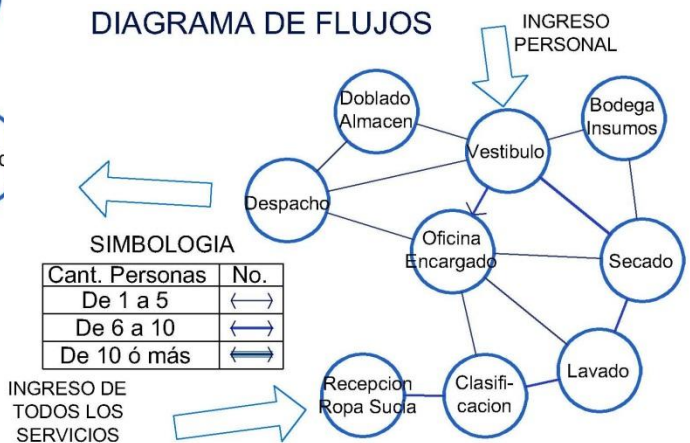 DIAGRAMA DE FLUJOS
INGRESO
PERSONAL
Doblado
Almacen
Bodega
Insumos
Vestibulo
Despacho
Oficina
Encargado
Secado
SIMBOLOGIA
Cant. Personas No.
De 1 a 5
De 6 a 10
De 10 ó más
Lavado
INGRESO DE
TODOS LOS
SERVICIOS
Recepcion
Ropa Sucia
Clasifi-
cacion